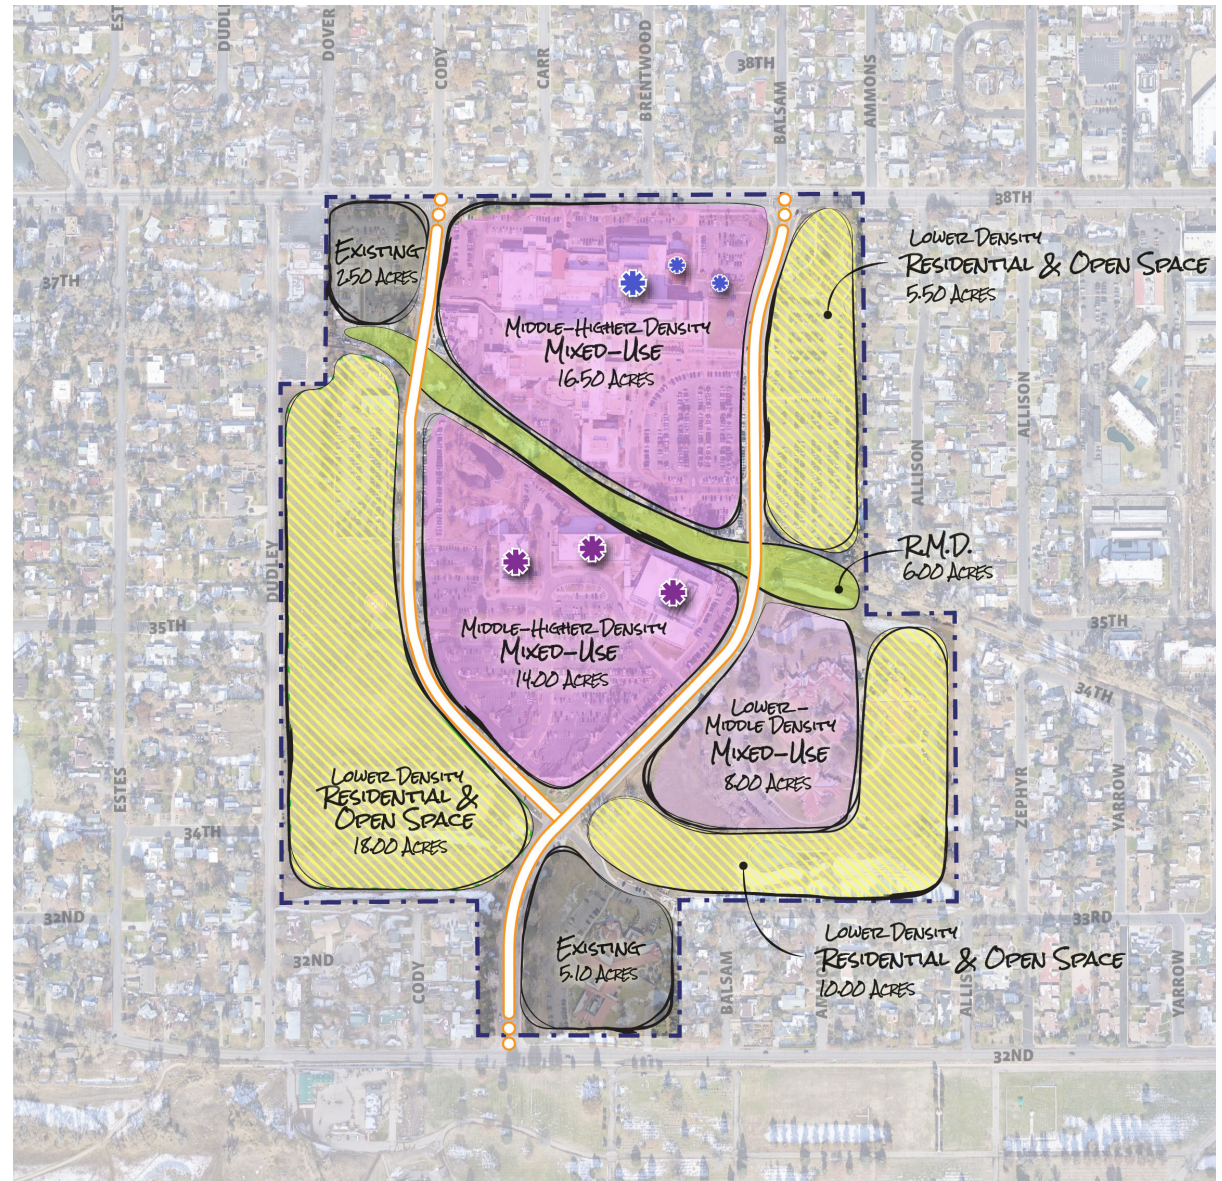 EST
DUDL
DOVER
CODY
CARR
BRENTWOOD
38TH
BALSAM
AMMONS
38TH
37TH
EXISTING
2.50 ACRES
MIDDLE-HIGHER DENSITY
MIXED-USE
16.50 ACRES
LOWER DENSITY
RESIDENTIAL & OPEN SPACE
5.50 ACRES
ALLISON
ALLISON
R.M.D.
6.00 ACRES
DUDLEY
35TH
35TH
MIDDLE-HIGHER DENSITY
MIXED-USE
14.00 ACRES
34TH
LOWER-
MIDDLE DENSITY
MIXED-USE
8.00 ACRES
ESTES
LOWER DENSITY
RESIDENTIAL &
OPEN SPACE
18.00 ACRES
34TH
ZEPHYR
YARROW
32ND
33RD
32ND
CODY
EXISTING
5.10 ACRES
BALSAM
LOWER DENSITY
RESIDENTIAL & OPEN SPACE
10.00 ACRES
AM
ALLIS
YARROW
32ND